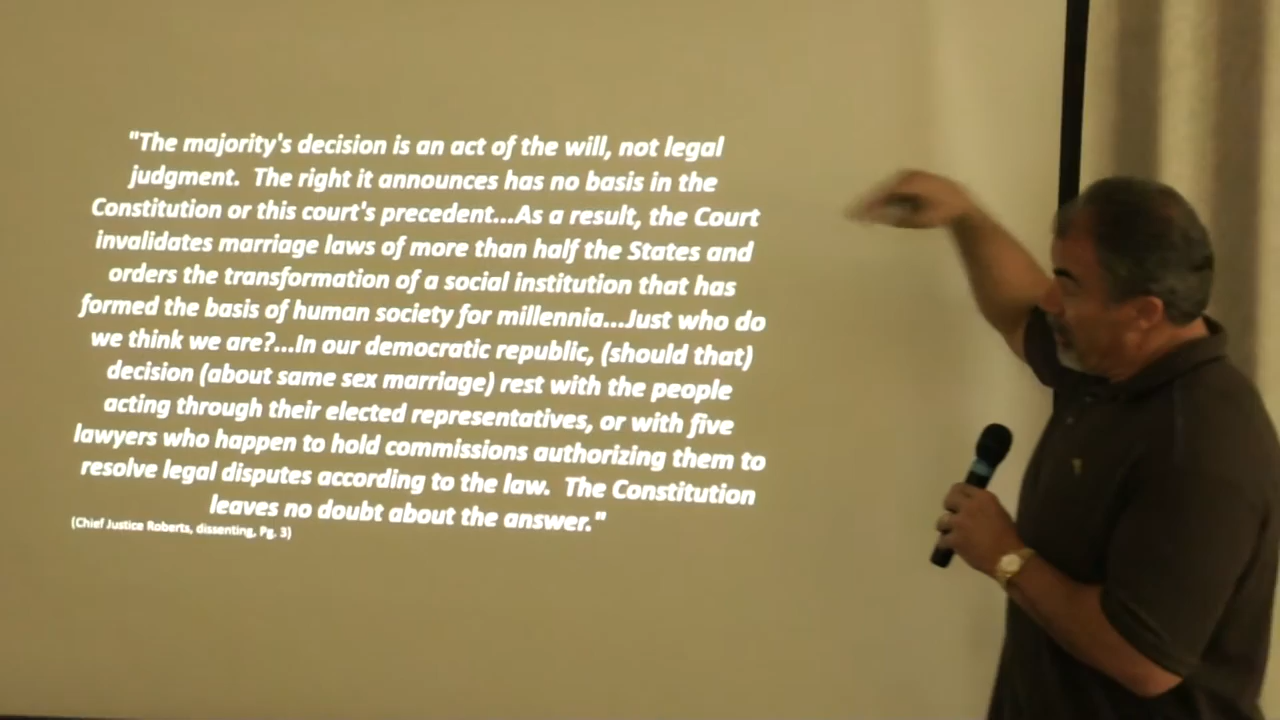 "The majority's decision is an act of the will, not legal
judgment.  The right it announces has no basis in the
Constitution or this court's precedent...As a result, the Court
invalidates marriage laws of more than half the States and
orders the transformation of a social institution that has
formed the basis of human society for millennia...Just who do
we think we are?...In our democratic republic, (should that)
decision (about same sex marriage) rest with the people
acting through their elected representatives, or with five
lawyers who happen to hold commissions authorizing them to
resolve legal disputes according to the law.  The Constitution
leaves no doubt about the answer."
(Chief Justice Roberts, dissenting, Pg. 3)